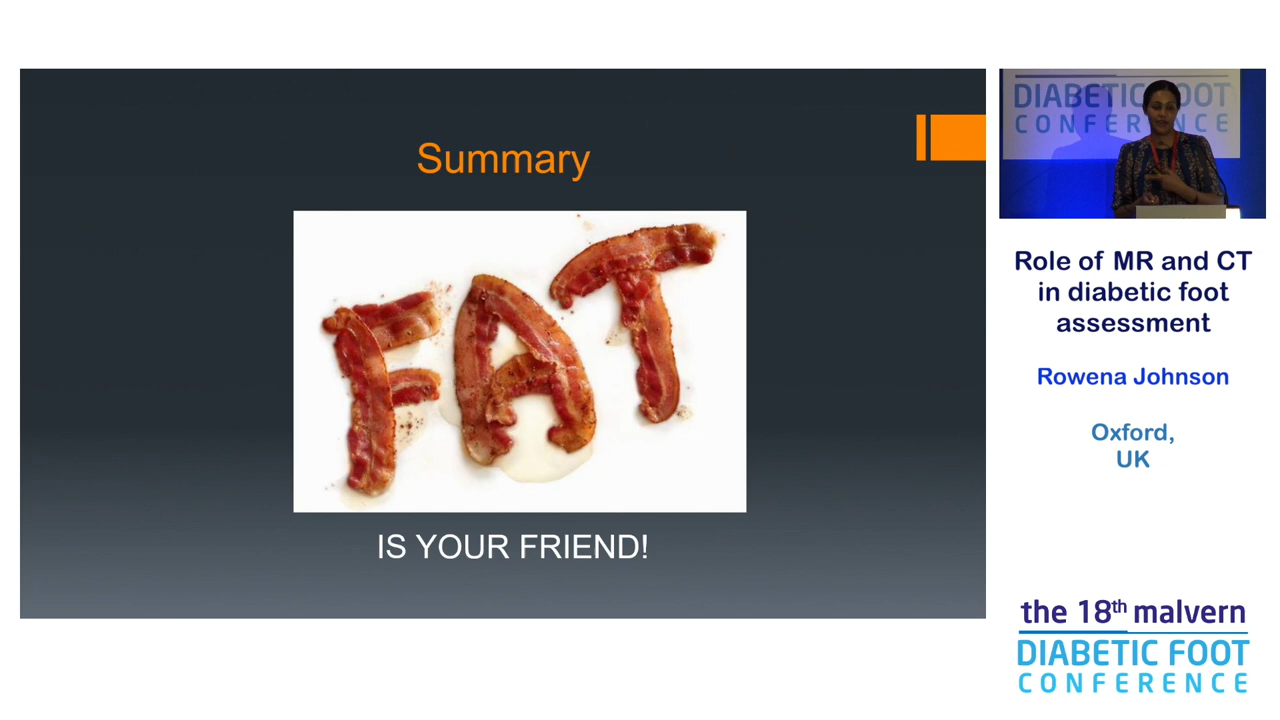 Summary
FAT
IS YOUR FRIEND!
DIABETIC FOOT
CONFERENCE
Role of MR and CT
in diabetic foot
assessment
Rowena Johnson
Oxford,
UK
the 18th malvern
DIABETIC FOOT
CONFERENCE